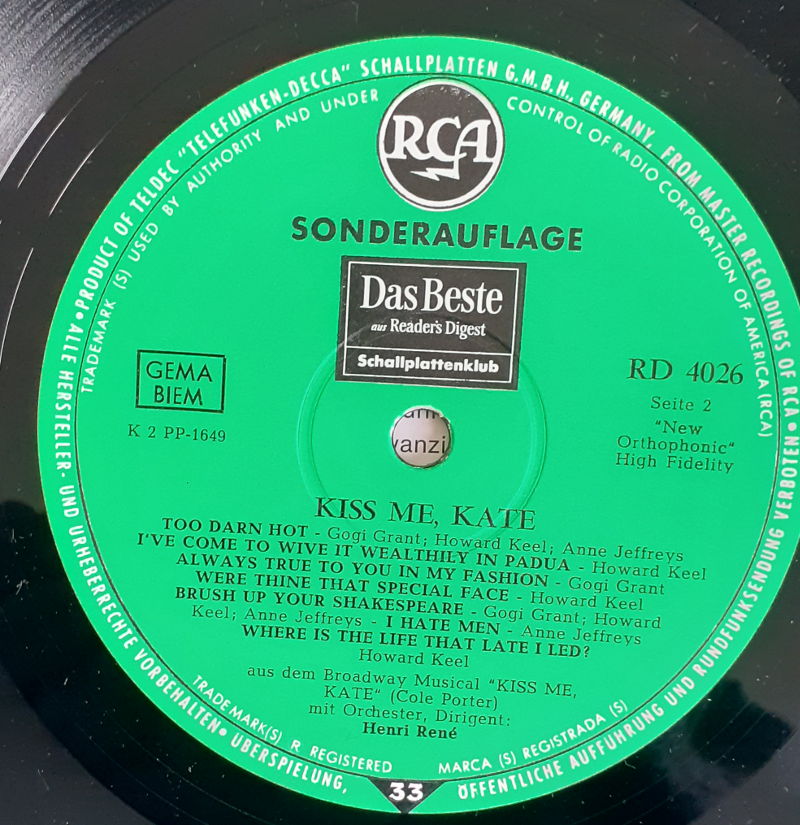 • PRODUCT OF TELDEC "TELEFUNKEN-DECCA" SCHALLPLATTEN G.M.B.H., GERMANY, FROM MASTER RECORDINGS OF RCA •
TRADEMARK (S) USED BY AUTHORITY AND UNDER CONTROL OF RADIO CORPORATION OF AMERICA (RCA)
RCA
SONDERAUFLAGE
Das Beste
aus Reader's Digest
Schallplattenklub
GEMA
BIEM
K 2 PP-1649
RD 4026
Seite 2
"New
Orthophonic"
High Fidelity
KISS ME, KATE
TOO DARN HOT - Gogi Grant; Howard Keel; Anne Jeffreys
I'VE COME TO WIVE IT WEALTHILY IN PADUA - Howard Keel
ALWAYS TRUE TO YOU IN MY FASHION - Gogi Grant
WERE THINE THAT SPECIAL FACE - Howard Keel
BRUSH UP YOUR SHAKESPEARE - Gogi Grant; Howard
Keel; Anne Jeffreys - I HATE MEN - Anne Jeffreys
WHERE IS THE LIFE THAT LATE I LED?
Howard Keel
aus dem Broadway Musical "KISS ME,
KATE" (Cole Porter)
mit Orchester, Dirigent:
Henri René
TRADEMARK(S) R REGISTERED
MARCA (S) REGISTRADA (S)
33
ALLE HERSTELLER- UND URHEBERRECHTE VORBEHALTEN • ÜBERSPIELUNG, ÖFFENTLICHE AUFFÜHRUNG UND RUNDFUNKSENDUNG VERBOTEN